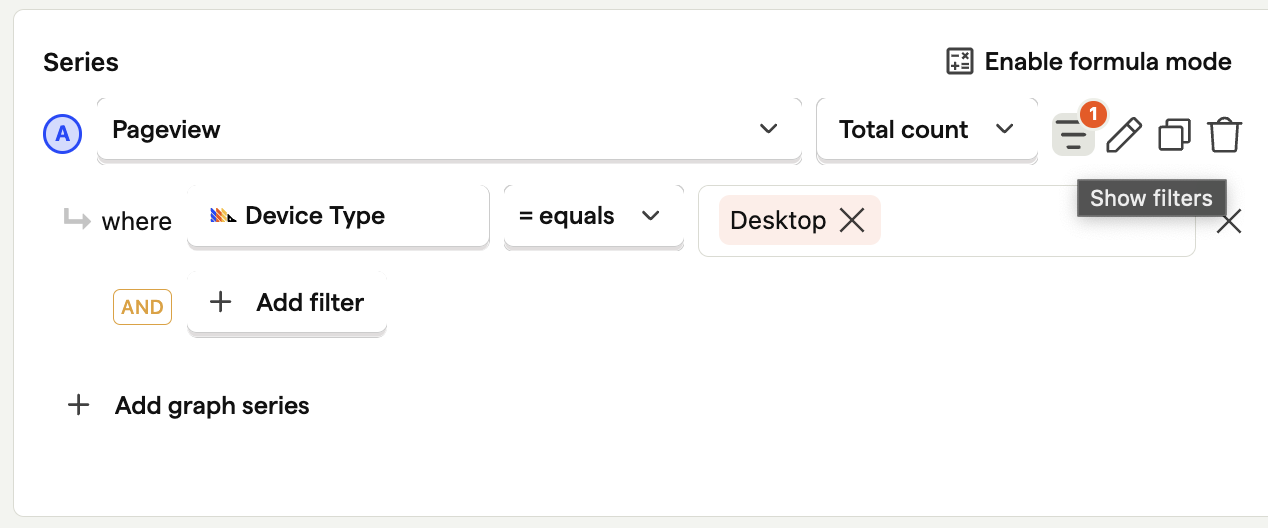 Series
Enable formula mode
A Pageview Total count 1
Show filters
where Device Type = equals Desktop
AND + Add filter
+ Add graph series